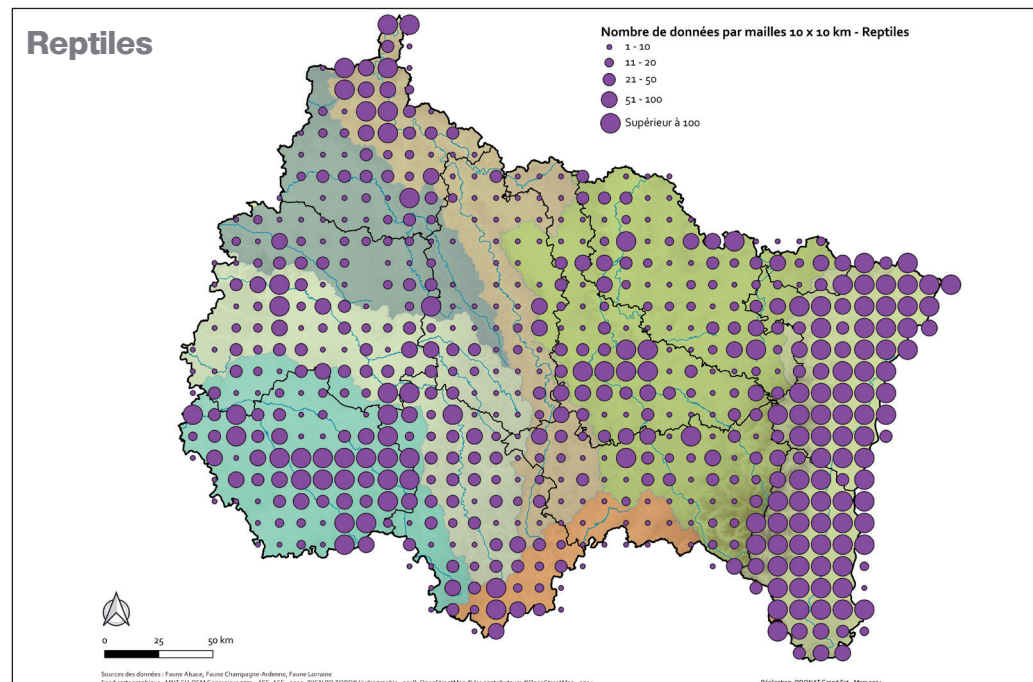 Reptiles
Nombre de données par mailles 10 x 10 km - Reptiles
1 - 10
11 - 20
21 - 50
51 - 100
Supérieur à 100
0 25 50 km
Sources des données : Faune Alsace, Faune Champagne-Ardenne, Faune Lorraine